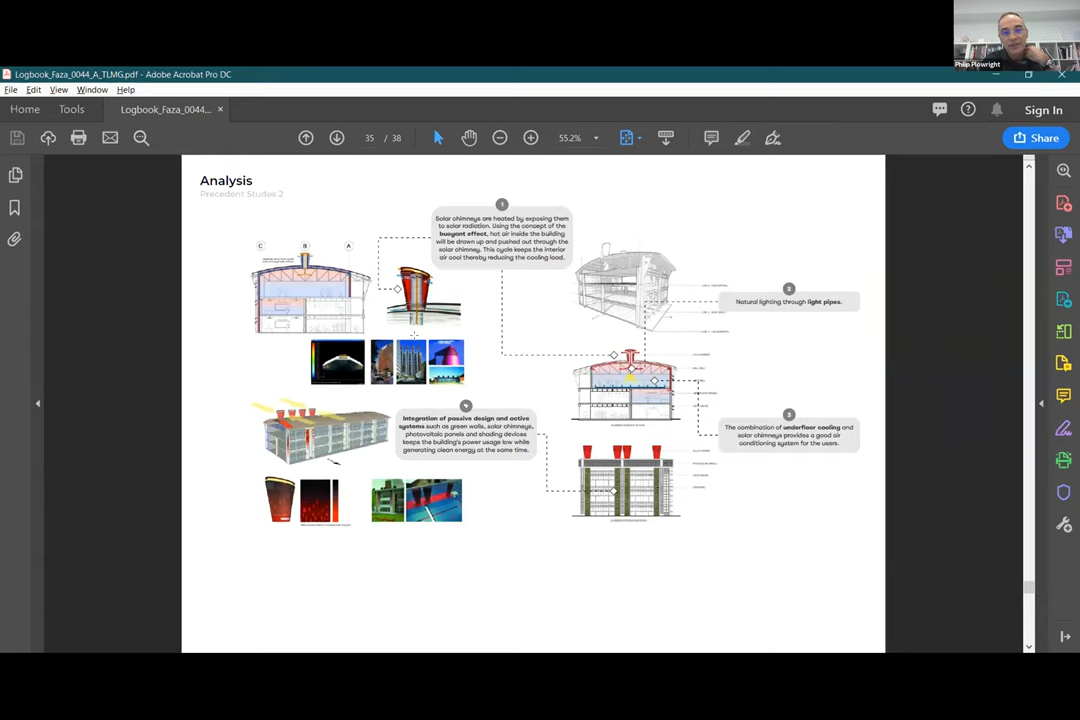 Philip Plowright
Logbook_Faza_0044_A_TLMG.pdf - Adobe Acrobat Pro DC
File Edit View Window Help
Home Tools Logbook_Faza_0044... × Sign In
35 / 38 55.2% Share
Analysis
Precedent Studes 2
1
Solar chimneys are heated by exposing them
to solar radiation. Using the concept of the
buoyant effect, hot air inside the building
will be drawn up and pushed out through the
solar chimney. This cycle keeps the interior
air cool thereby reducing the cooling load.
C B A
2
Natural lighting through light pipes.
4
Integration of passive design and active
systems such as green walls, solar chimneys,
photovoltaic panels and shading devices
keeps the building's power usage low while
generating clean energy at the same time.
3
The combination of underfloor cooling and
solar chimneys provides a good air
conditioning system for the users.